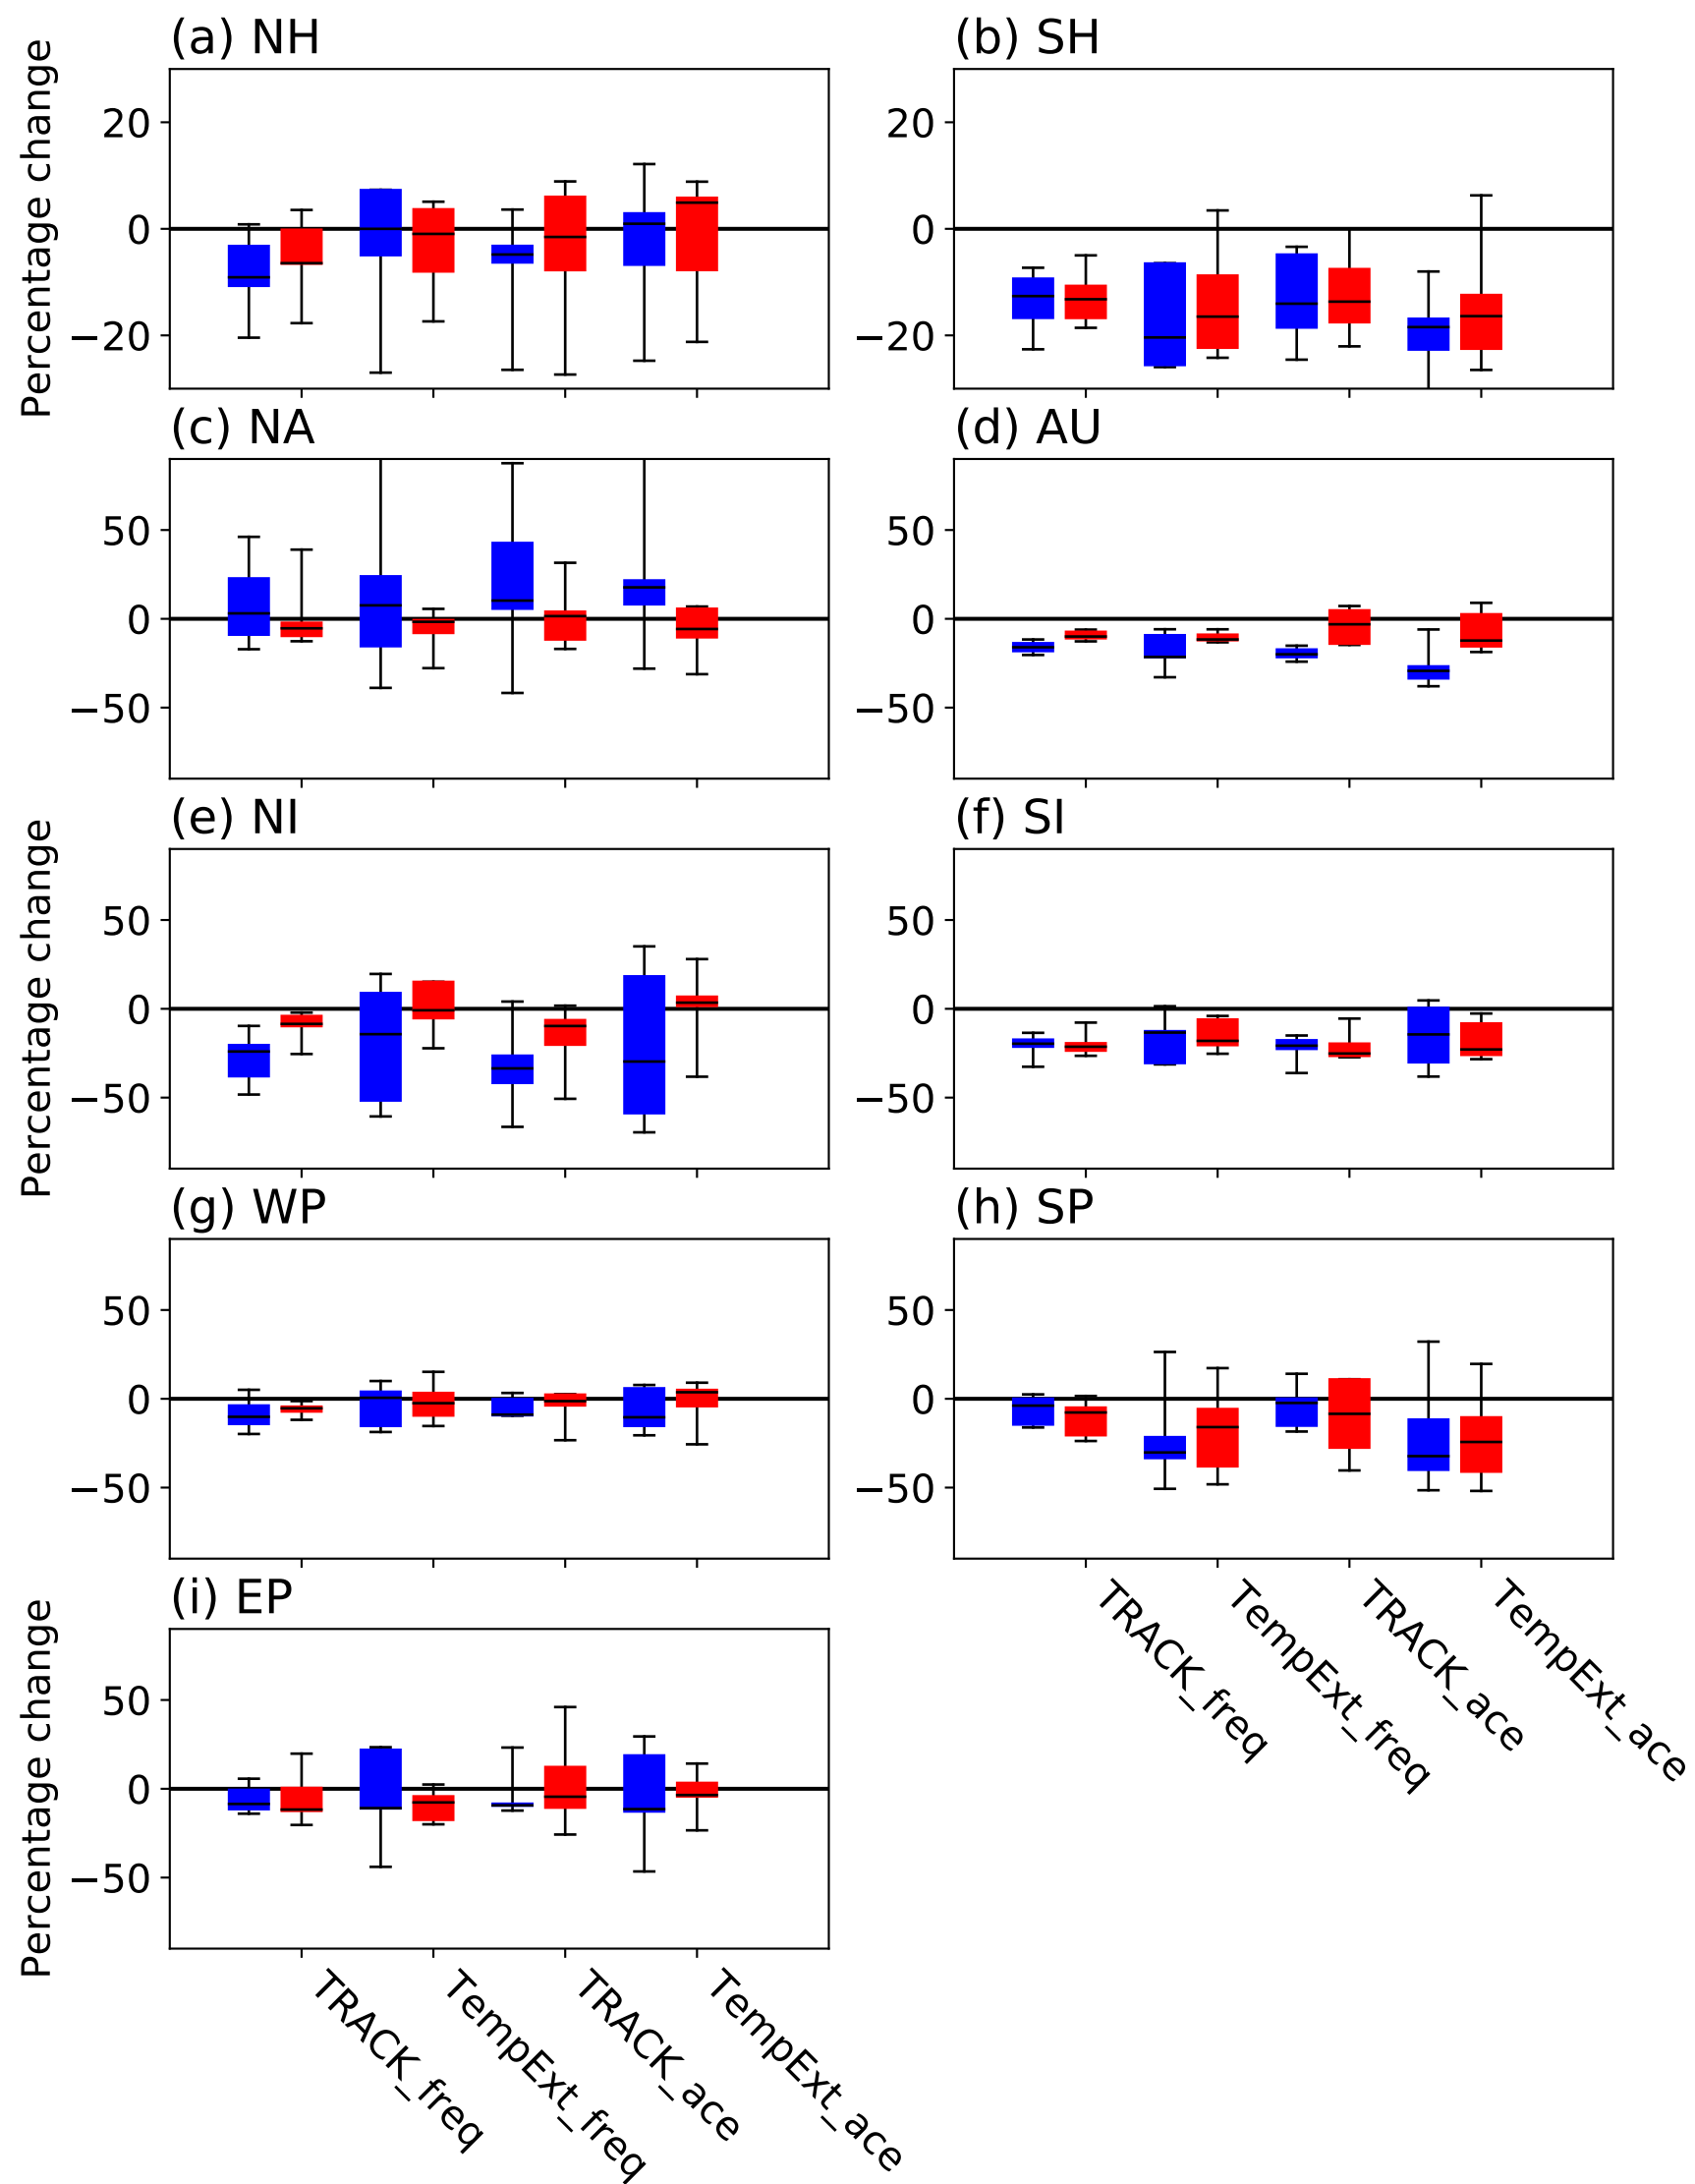 (a) NH
Percentage change
20
0
−20
(b) SH
20
0
−20
(c) NA
50
0
−50
(d) AU
50
0
−50
(e) NI
Percentage change
50
0
−50
(f) SI
50
0
−50
(g) WP
50
0
−50
(h) SP
50
0
−50
TRACK_freq
TempExt_freq
TRACK_ace
TempExt_ace
(i) EP
Percentage change
50
0
−50
TRACK_freq
TempExt_freq
TRACK_ace
TempExt_ace